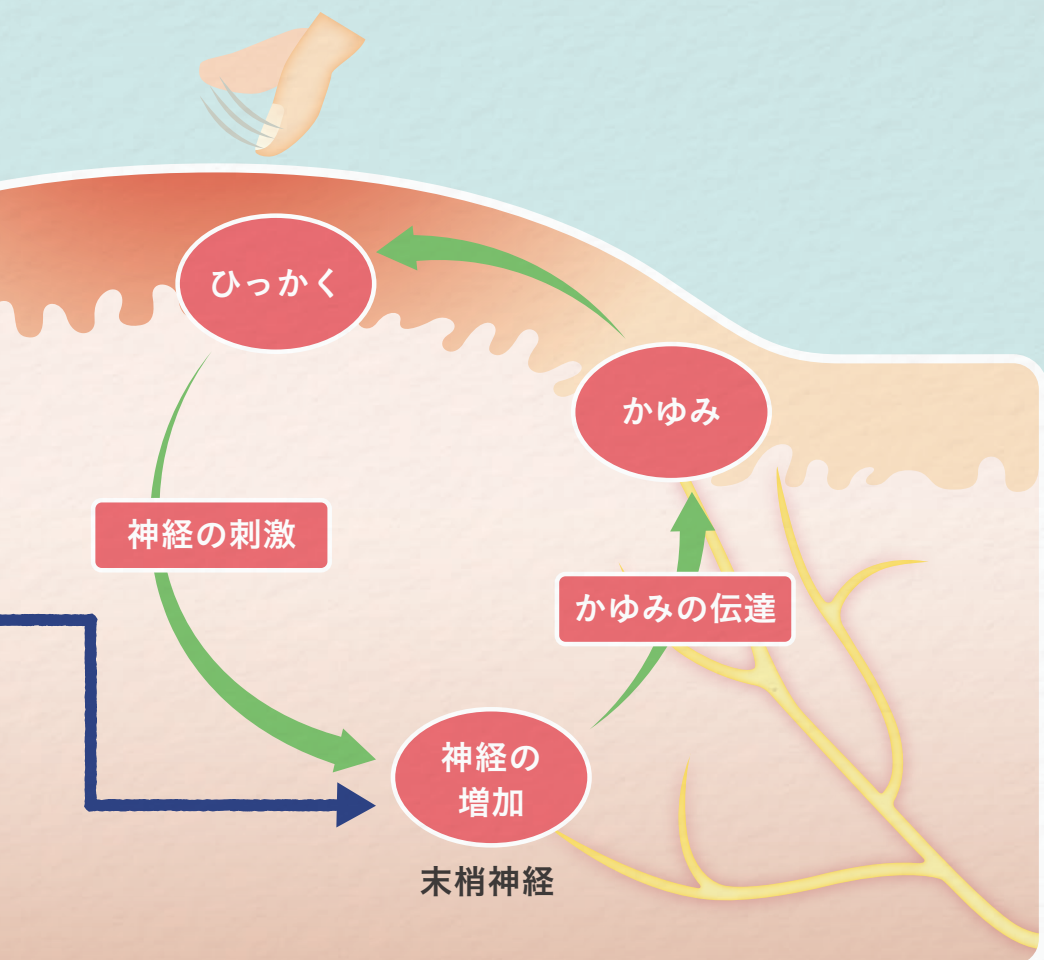 ひっかく
かゆみ
神経の刺激
かゆみの伝達
神経の
増加
末梢神経